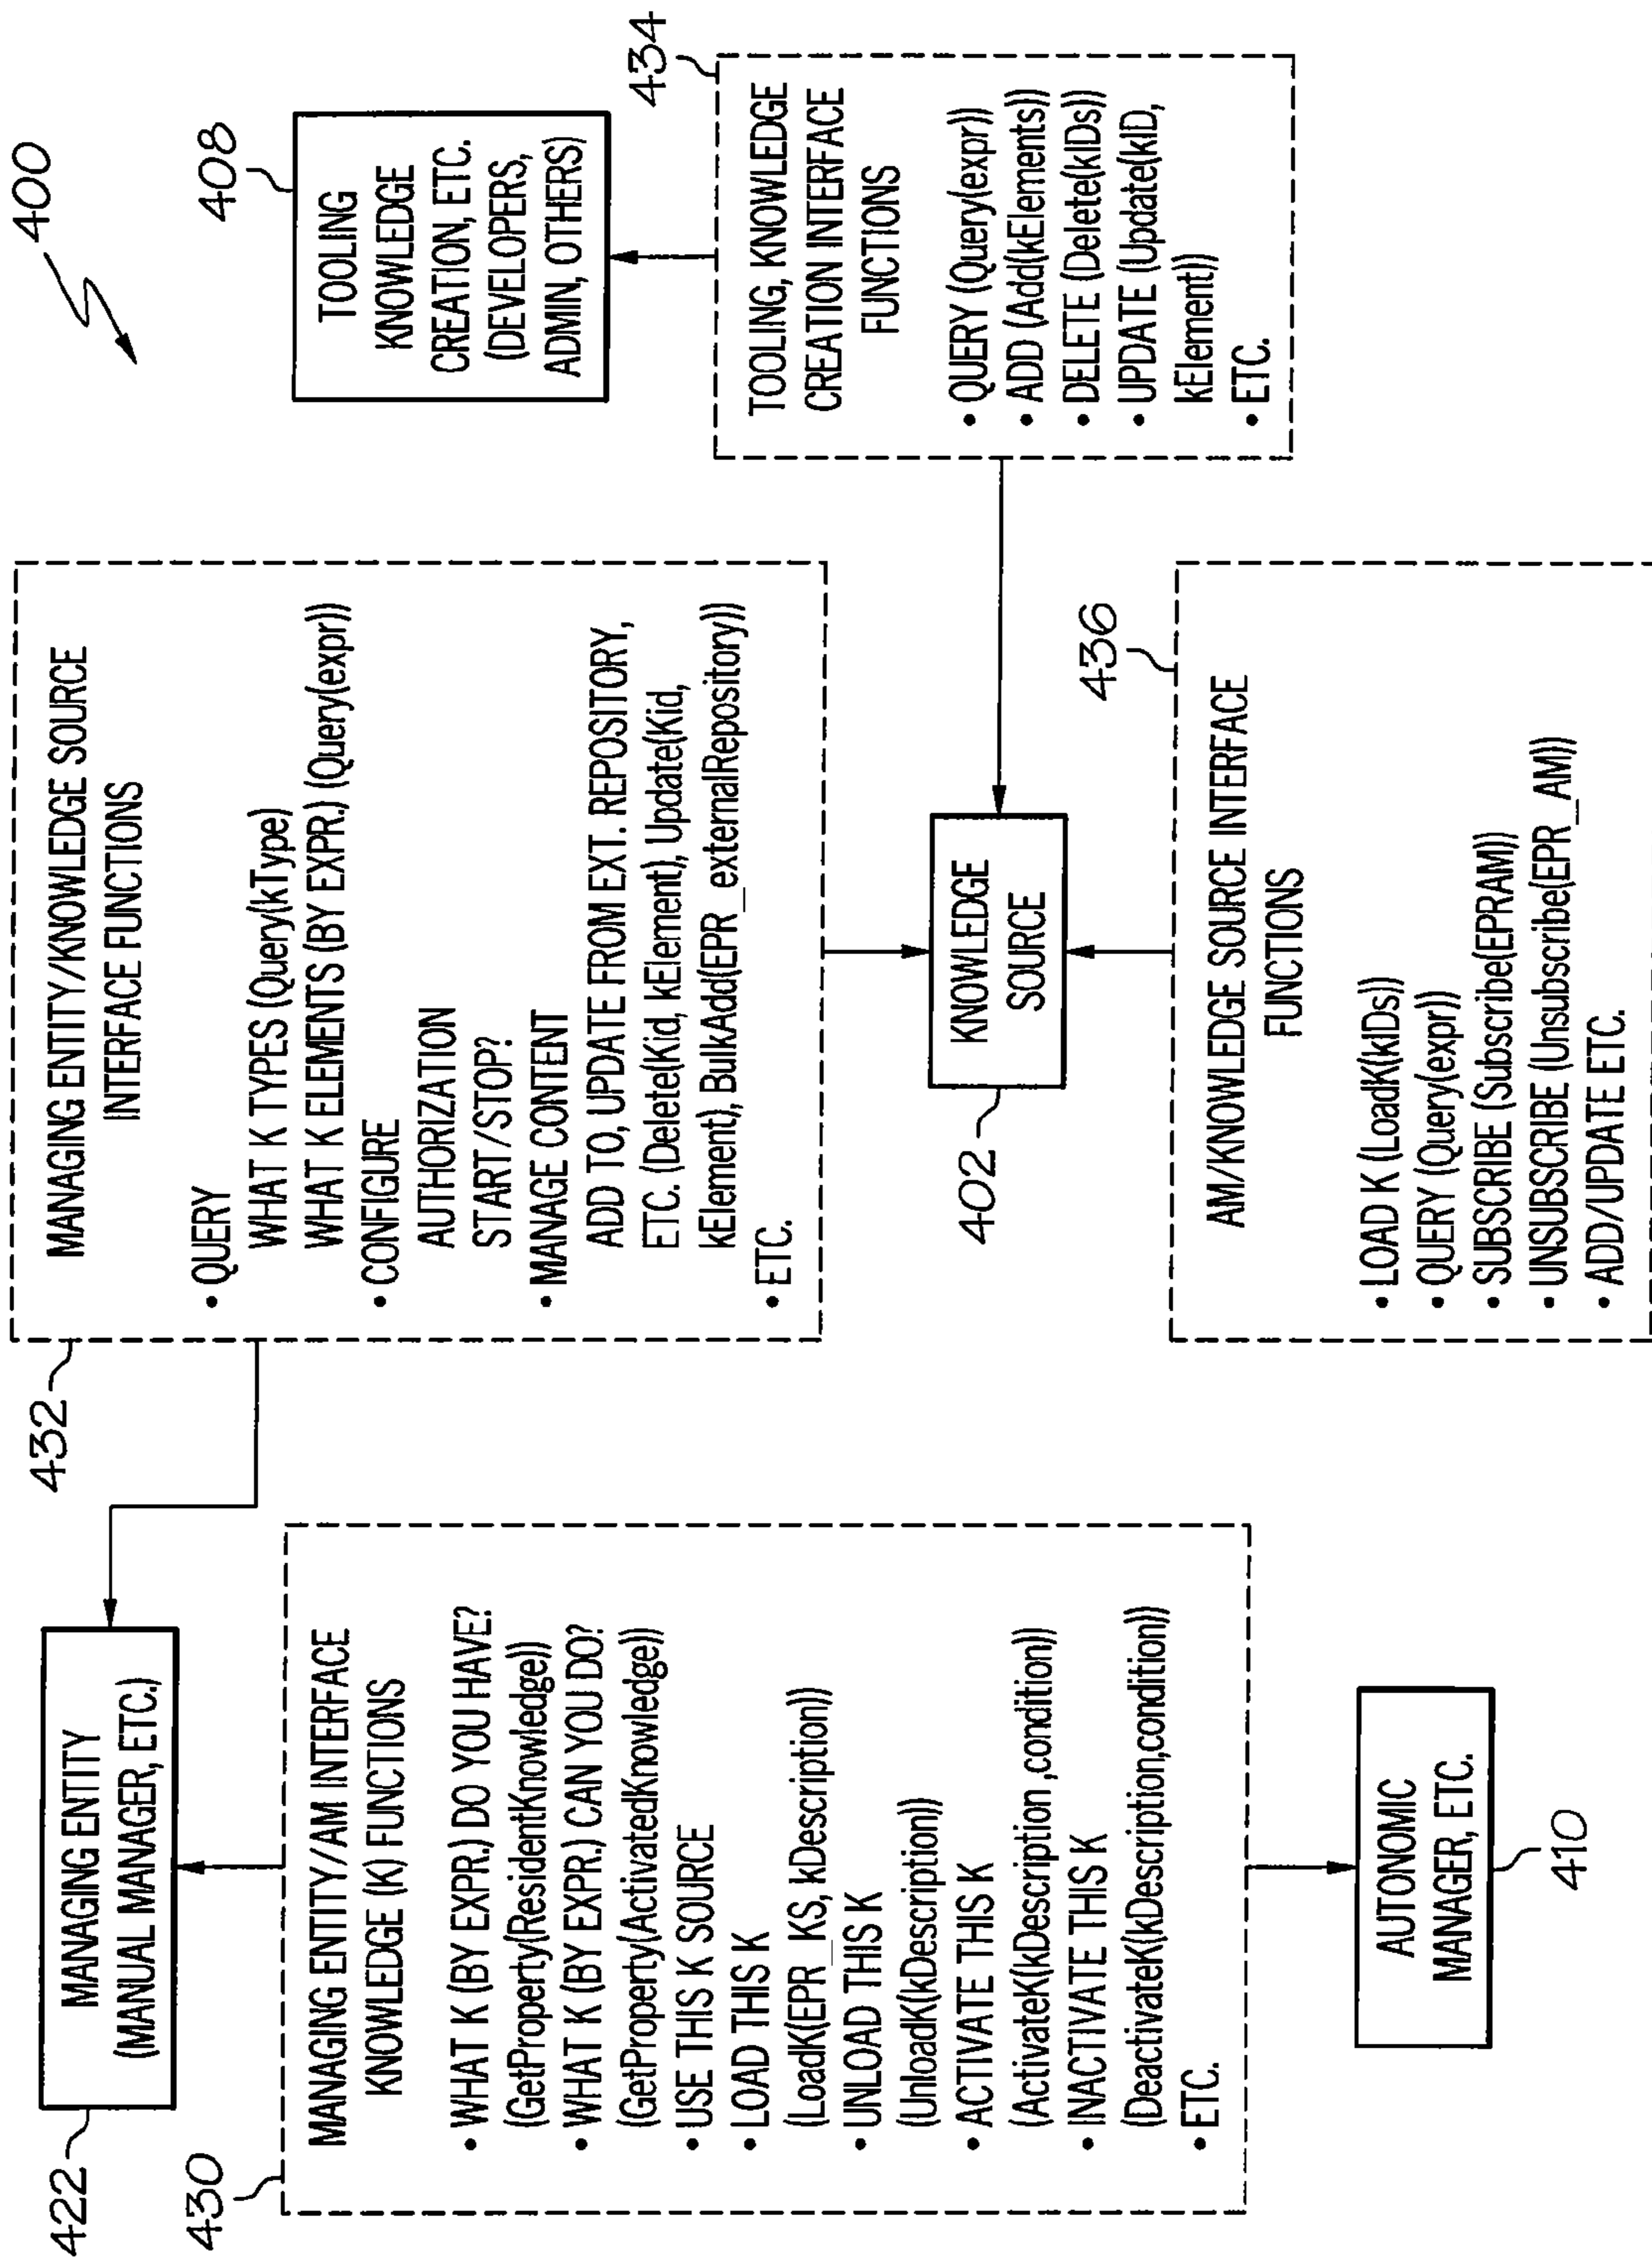 400
422
MANAGING ENTITY
(MANUAL MANAGER, ETC.)
432
MANAGING ENTITY/KNOWLEDGE SOURCE
INTERFACE FUNCTIONS
• QUERY
WHAT K TYPES (Query(kType)
WHAT K ELEMENTS (BY EXPR.) (Query(expr))
• CONFIGURE
AUTHORIZATION
START/STOP?
• MANAGE CONTENT
ADD TO, UPDATE FROM EXT. REPOSITORY,
ETC. (Delete(Kid, kElement), Update(Kid,
kElement), BulkAdd(EPR_externalRepository))
• ETC.
408
TOOLING
KNOWLEDGE
CREATION, ETC.
(DEVELOPERS,
ADMIN, OTHERS)
430
MANAGING ENTITY/AM INTERFACE
KNOWLEDGE (K) FUNCTIONS
• WHAT K (BY EXPR.) DO YOU HAVE?
(GetProperty(ResidentKnowledge))
• WHAT K (BY EXPR.) CAN YOU DO?
(GetProperty(ActivatedKnowledge))
• USE THIS K SOURCE
• LOAD THIS K
(LoadK(EPR_KS, kDescription))
• UNLOAD THIS K
(UnloadK(kDescription))
• ACTIVATE THIS K
(ActivateK(kDescription ,condition))
• INACTIVATE THIS K
(DeactivateK(kDescription,condition))
• ETC.
434
TOOLING, KNOWLEDGE
CREATION INTERFACE
FUNCTIONS
• QUERY (Query(expr))
• ADD (Add(kElements))
• DELETE (Delete(kIDs))
• UPDATE (Update(kID,
kElement))
• ETC.
402
KNOWLEDGE
SOURCE
436
AM/KNOWLEDGE SOURCE INTERFACE
FUNCTIONS
• LOAD K (LoadK(kIDs))
• QUERY (Query(expr))
• SUBSCRIBE (Subscribe(EPRAM))
• UNSUBSCRIBE (Unsubscribe(EPR_AM))
• ADD/UPDATE ETC.
AUTONOMIC
MANAGER, ETC.
410